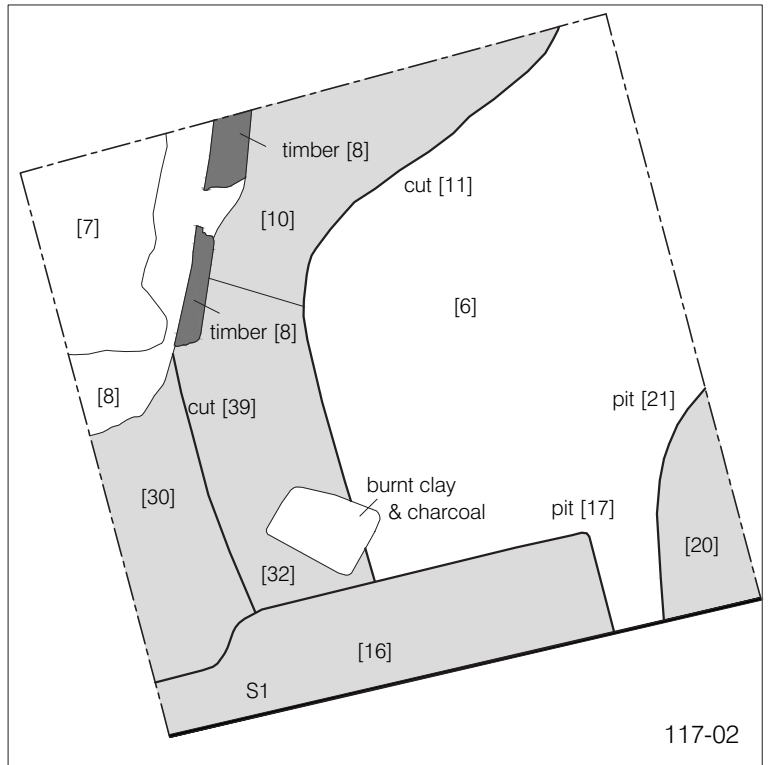 timber [8]
cut [11]
[7]
[10]
[6]
timber [8]
[8]
cut [39]
pit [21]
[30]
burnt clay
& charcoal
pit [17]
[20]
[32]
[16]
S1
117-02